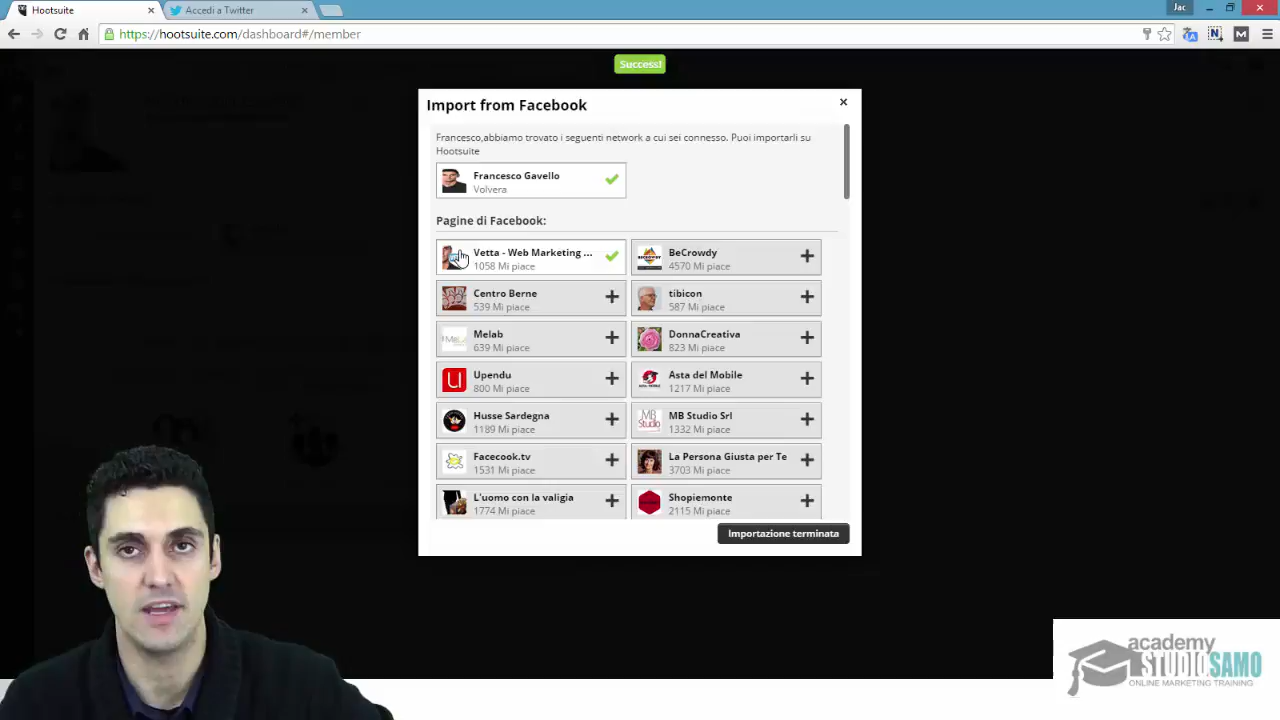 Hootsuite
Accedi a Twitter
Jac
https://hootsuite.com/dashboard#/member
Success!
Import from Facebook
Francesco,abbiamo trovato i seguenti network a cui sei connesso. Puoi importarli su
Hootsuite
Francesco Gavello
Volvera
Pagine di Facebook:
Vetta - Web Marketing ...
1058 Mi piace
BeCrowdy
4570 Mi piace
Centro Berne
539 Mi piace
tibicon
587 Mi piace
Melab
639 Mi piace
DonnaCreativa
823 Mi piace
Upendu
800 Mi piace
Asta del Mobile
1217 Mi piace
Husse Sardegna
1189 Mi piace
MB Studio Srl
1332 Mi piace
Facecook.tv
1531 Mi piace
La Persona Giusta per Te
3703 Mi piace
L'uomo con la valigia
1774 Mi piace
Shopiemonte
2115 Mi piace
Importazione terminata
academy
STUDIOSAMO
ONLINE MARKETING TRAINING